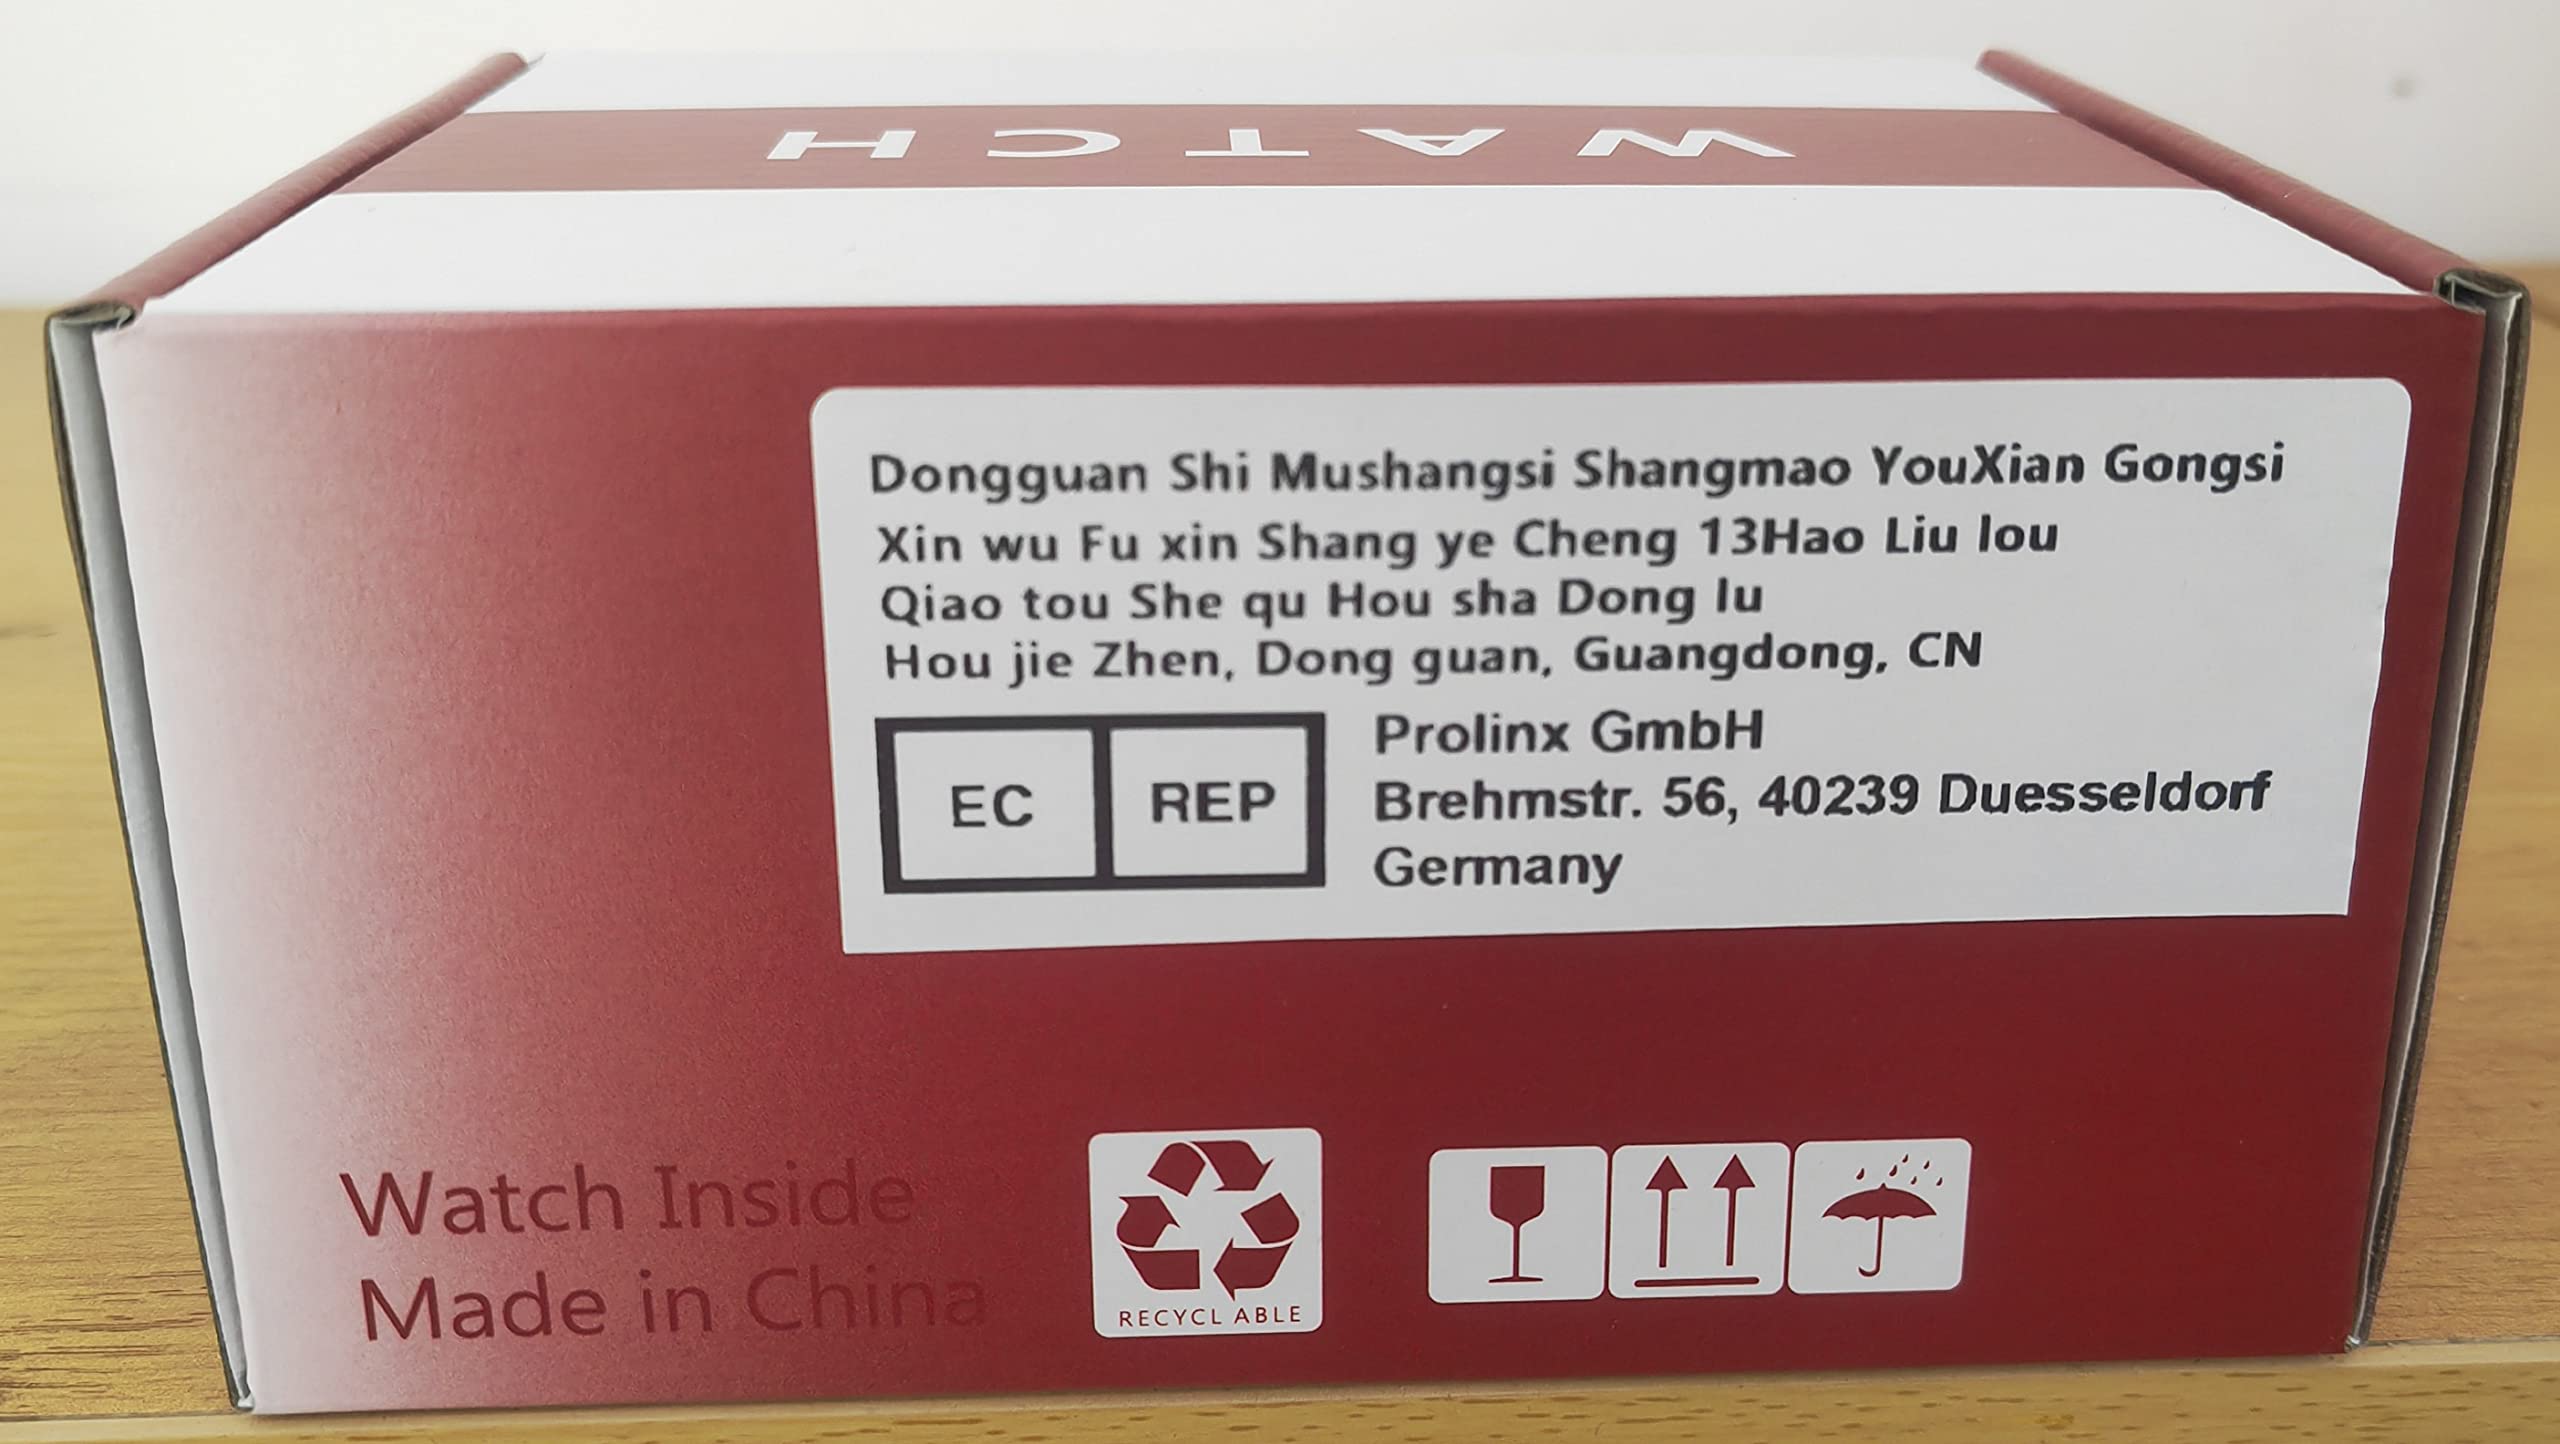 WATCH
Dongguan Shi Mushangsi Shangmao YouXian Gongsi
Xin wu Fu xin Shang ye Cheng 13Hao Liu lou
Qiao tou She qu Hou sha Dong lu
Hou jie Zhen, Dong guan, Guangdong, CN
EC REP
Prolinx GmbH
Brehmstr. 56, 40239 Duesseldorf
Germany
Watch Inside
Made in China
RECYCL ABLE